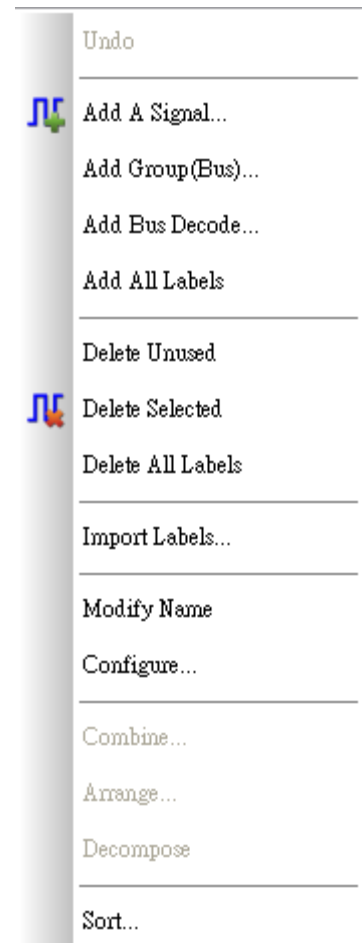 Undo
Add A Signal...
Add Group(Bus)...
Add Bus Decode...
Add All Labels
Delete Unused
Delete Selected
Delete All Labels
Import Labels...
Modify Name
Configure...
Combine...
Arrange...
Decompose
Sort...